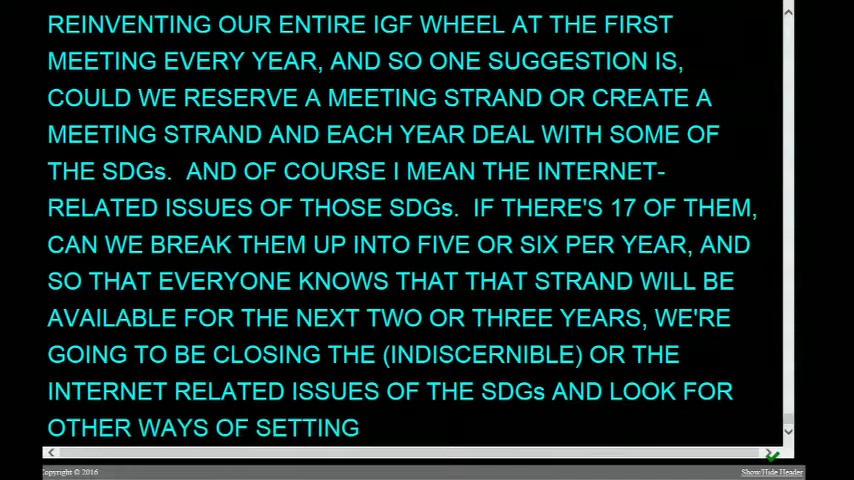 REINVENTING OUR ENTIRE IGF WHEEL AT THE FIRST
MEETING EVERY YEAR, AND SO ONE SUGGESTION IS,
COULD WE RESERVE A MEETING STRAND OR CREATE A
MEETING STRAND AND EACH YEAR DEAL WITH SOME OF
THE SDGs.  AND OF COURSE I MEAN THE INTERNET-
RELATED ISSUES OF THOSE SDGs.  IF THERE'S 17 OF THEM,
CAN WE BREAK THEM UP INTO FIVE OR SIX PER YEAR, AND
SO THAT EVERYONE KNOWS THAT THAT STRAND WILL BE
AVAILABLE FOR THE NEXT TWO OR THREE YEARS, WE'RE
GOING TO BE CLOSING THE (INDISCERNIBLE) OR THE
INTERNET RELATED ISSUES OF THE SDGs AND LOOK FOR
OTHER WAYS OF SETTING
opyright © 2016
Show/Hide Header